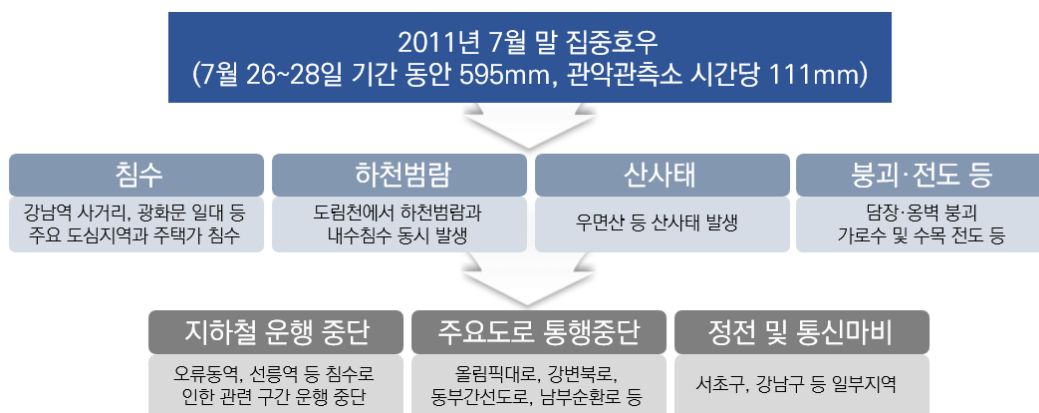 2011년 7월 말 집중호우
(7월 26~28일 기간 동안 595mm, 관악관측소 시간당 111mm)
침수
강남역 사거리, 광화문 일대 등
주요 도심지역과 주택가 침수
하천범람
도림천에서 하천범람과
내수침수 동시 발생
산사태
우면산 등 산사태 발생
붕괴·전도 등
담장·옹벽 붕괴
가로수 및 수목 전도 등
지하철 운행 중단
오류동역, 선릉역 등 침수로
인한 관련 구간 운행 중단
주요도로 통행중단
올림픽대로, 강변북로,
동부간선도로, 남부순환로 등
정전 및 통신마비
서초구, 강남구 등 일부지역